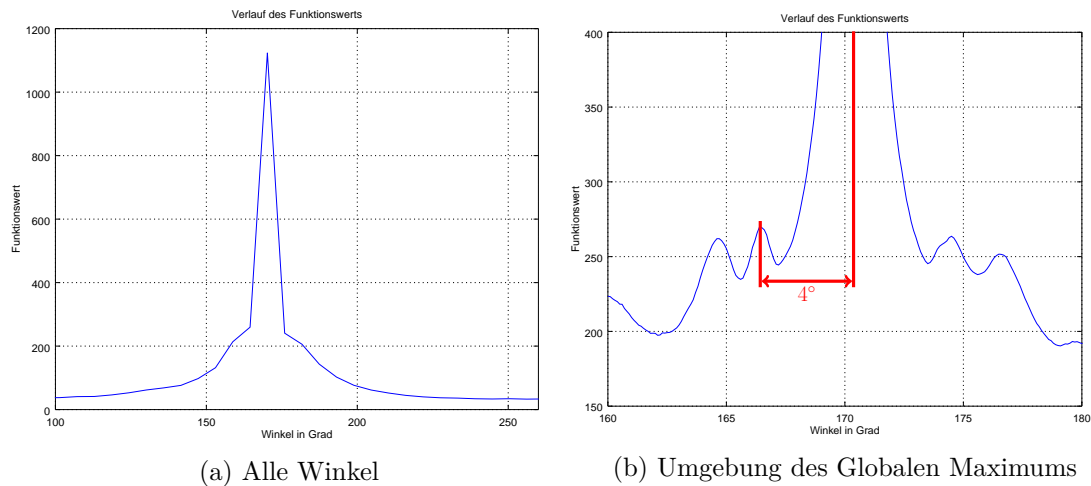 Verlauf des Funktionswerts
1200
1000
800
600
400
200
0
Funktionswert
100
150
200
250
Winkel in Grad
(a) Alle Winkel
Verlauf des Funktionswerts
400
350
300
250
200
150
Funktionswert
4°
160
165
170
175
180
Winkel in Grad
(b) Umgebung des Globalen Maximums